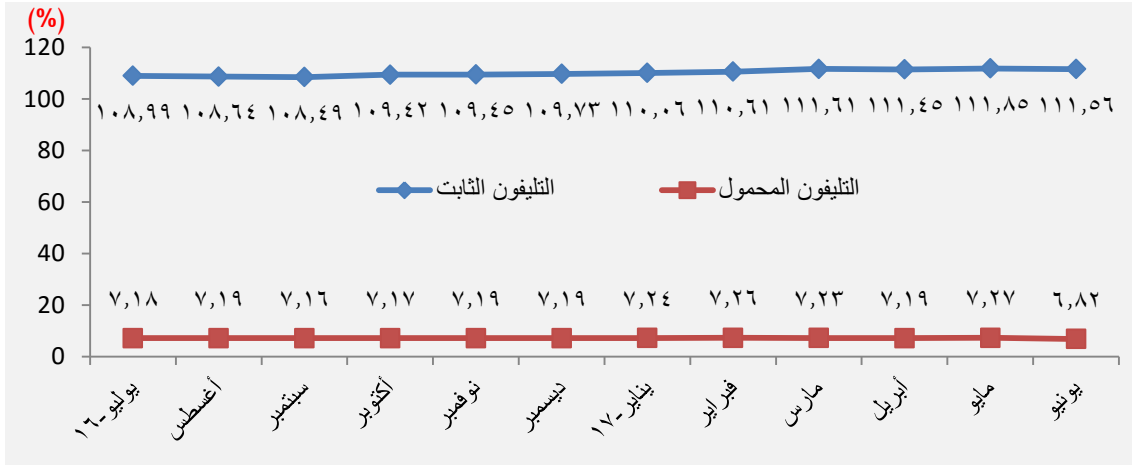 (%)
120
١٠٨,٩٩ ١٠٨,٦٤ ١٠٨,٤٩ ١٠٩,٤٢ ١٠٩,٤٥ ١٠٩,٧٣ ١١٠,٠٦ ١١٠,٦١ ١١١,٦١ ١١١,٤٥ ١١١,٨٥ ١١١,٥٦
100
80
التليفون الثابت
التليفون المحمول
60
40
٧,١٨ ٧,١٩ ٧,١٦ ٧,١٧ ٧,١٩ ٧,١٩ ٧,٢٤ ٧,٢٦ ٧,٢٣ ٧,١٩ ٧,٢٧ ٦,٨٢
20
0
يوليو-١٦
أغسطس
سبتمبر
أكتوبر
نوفمبر
ديسمبر
يناير-١٧
فبراير
مارس
أبريل
مايو
يونيو